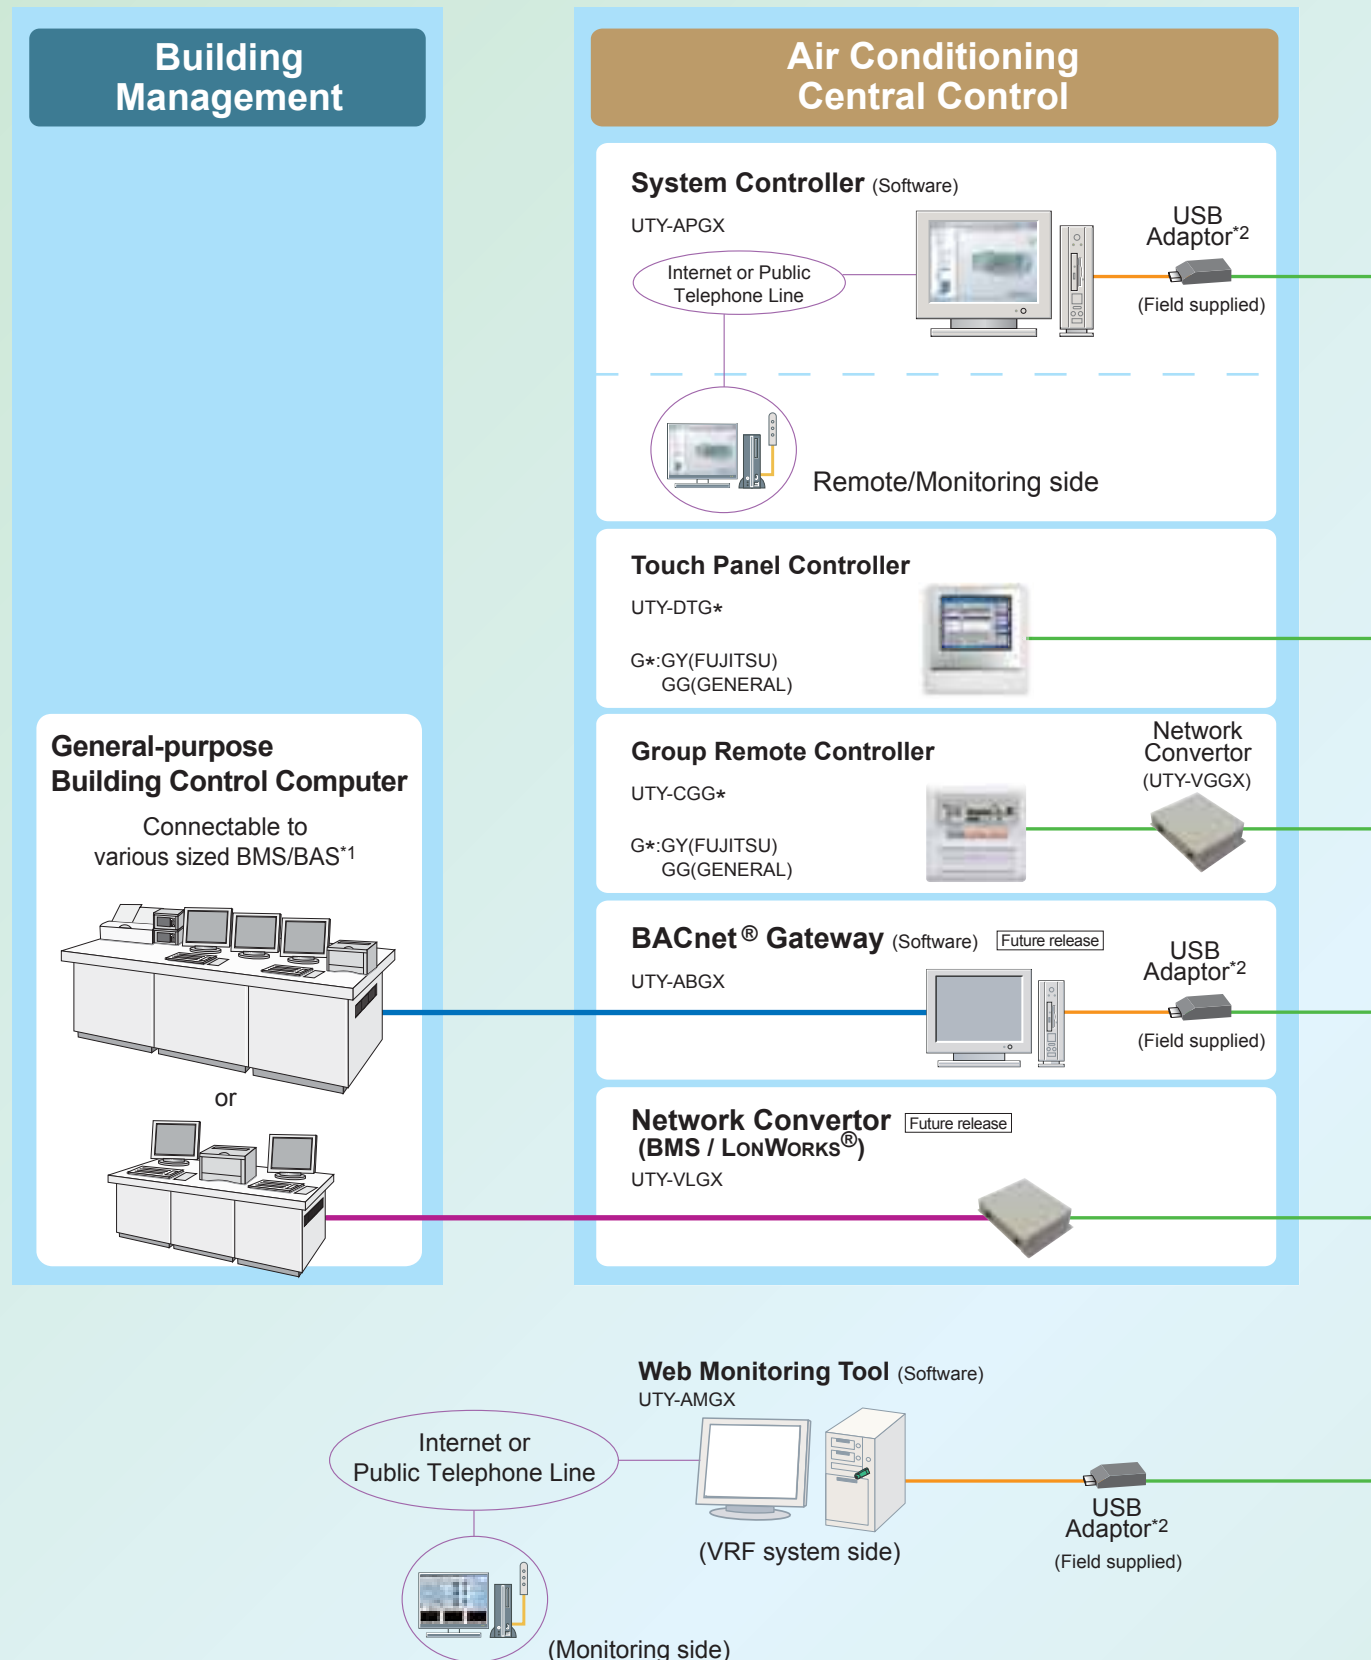 Building
Management
Air Conditioning
Central Control
System Controller (Software)
UTY-APGX
Internet or Public
Telephone Line
USB
Adaptor*2
(Field supplied)
Remote/Monitoring side
Touch Panel Controller
UTY-DTG*
G*:GY(FUJITSU)
GG(GENERAL)
General-purpose
Building Control Computer
Connectable to
various sized BMS/BAS*1
or
Group Remote Controller
UTY-CGG*
G*:GY(FUJITSU)
GG(GENERAL)
Network
Convertor
(UTY-VGGX)
BACnet® Gateway (Software) Future release
UTY-ABGX
USB
Adaptor*2
(Field supplied)
Network Convertor Future release
(BMS / LONWORKS®)
UTY-VLGX
Web Monitoring Tool (Software)
UTY-AMGX
Internet or
Public Telephone Line
(VRF system side)
USB
Adaptor*2
(Field supplied)
(Monitoring side)